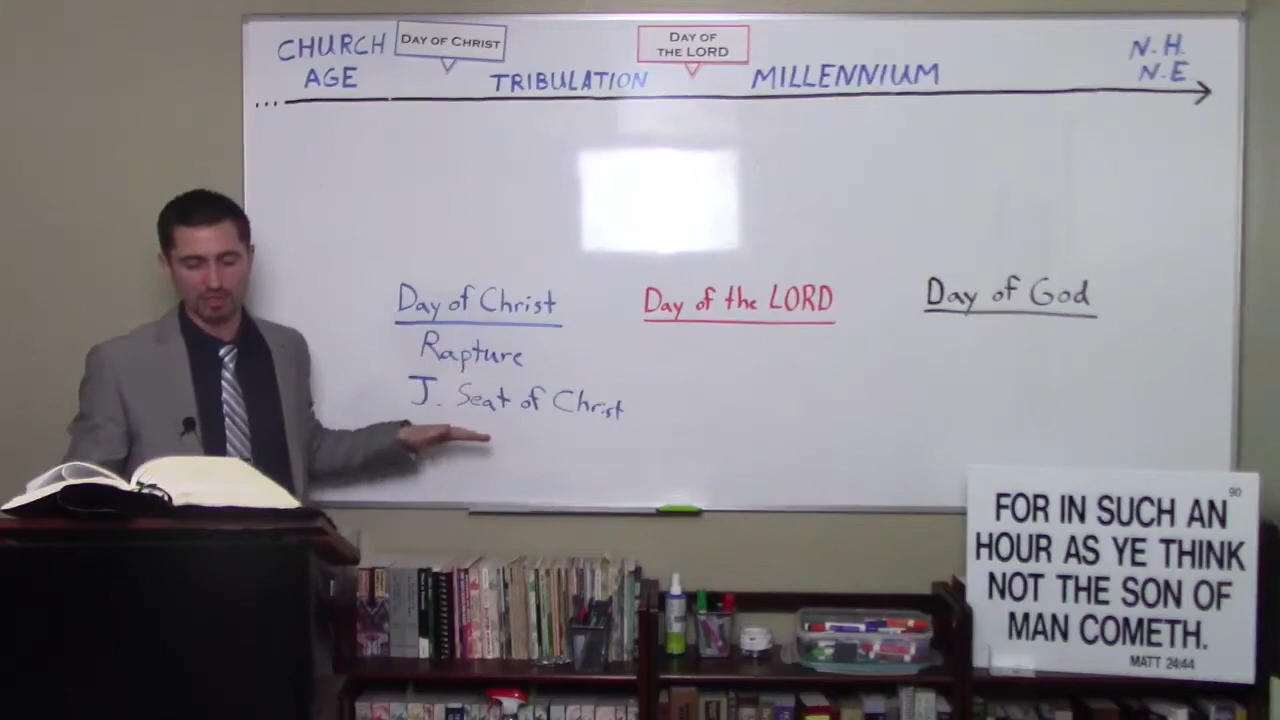 CHURCH
AGE
DAY OF CHRIST
TRIBULATION
DAY OF
THE LORD
MILLENNIUM
N.H.
N.E.
...
Day of Christ
Rapture
J. Seat of Christ
Day of the LORD
Day of God
90
FOR IN SUCH AN
HOUR AS YE THINK
NOT THE SON OF
MAN COMETH.
MATT 24:44